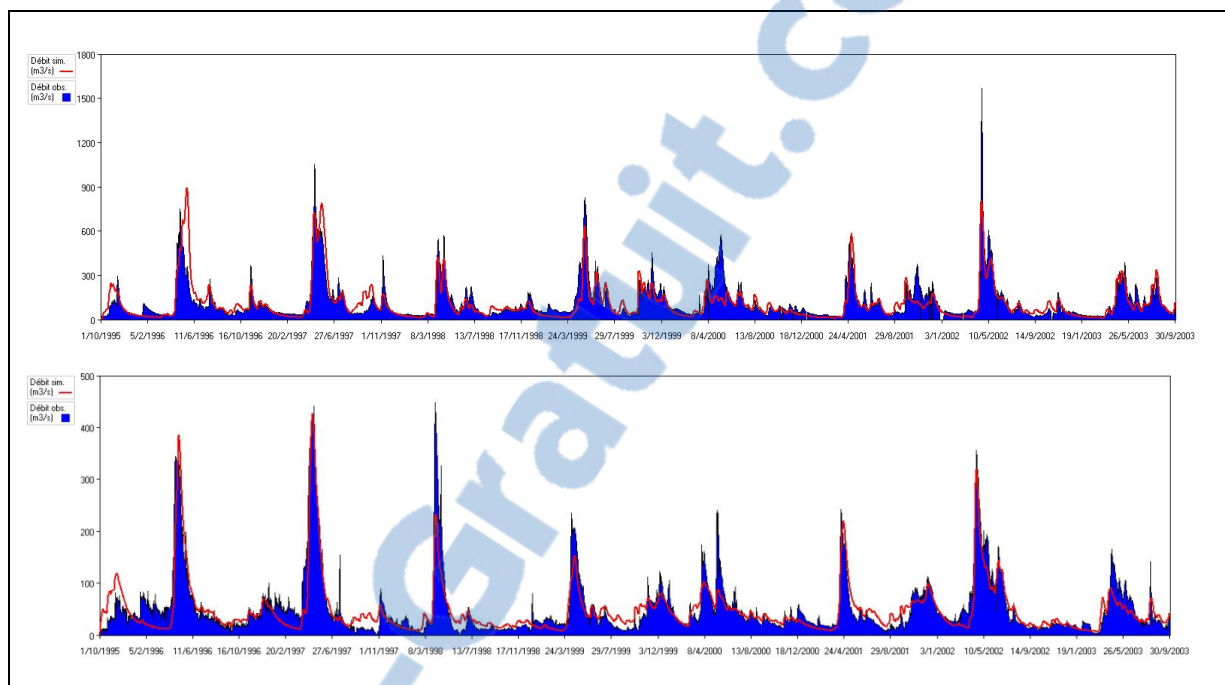 Débit sim.
(m3/s)
Débit obs.
(m3/s)
1800
1500
1200
900
600
300
0
1/10/1995 5/2/1996 11/6/1996 16/10/1996 20/2/1997 27/6/1997 1/11/1997 8/3/1998 13/7/1998 17/11/1998 24/3/1999 29/7/1999 3/12/1999 8/4/2000 13/8/2000 18/12/2000 24/4/2001 29/8/2001 3/1/2002 10/5/2002 14/9/2002 19/1/2003 26/5/2003 30/9/2003
Débit sim.
(m3/s)
Débit obs.
(m3/s)
500
400
300
200
100
0
1/10/1995 5/2/1996 11/6/1996 16/10/1996 20/2/1997 27/6/1997 1/11/1997 8/3/1998 13/7/1998 17/11/1998 24/3/1999 29/7/1999 3/12/1999 8/4/2000 13/8/2000 18/12/2000 24/4/2001 29/8/2001 3/1/2002 10/5/2002 14/9/2002 19/1/2003 26/5/2003 30/9/2003
-Gratuit.co